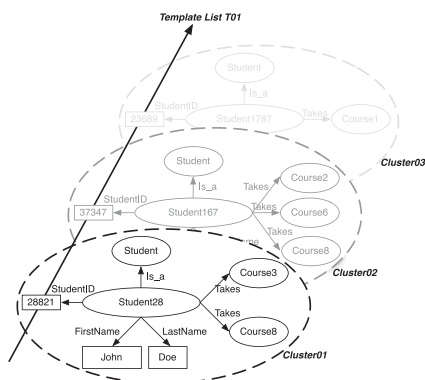 Template List T01
Student
Is_a
StudentID
23689
Student1787
Takes
Course1
Cluster03
Student
Is_a
StudentID
37347
Student167
Takes
Course2
Takes
Course6
Takes
Course8
Cluster02
Student
Is_a
StudentID
28821
Student28
Takes
Course3
Takes
Course8
FirstName
LastName
John
Doe
Cluster01